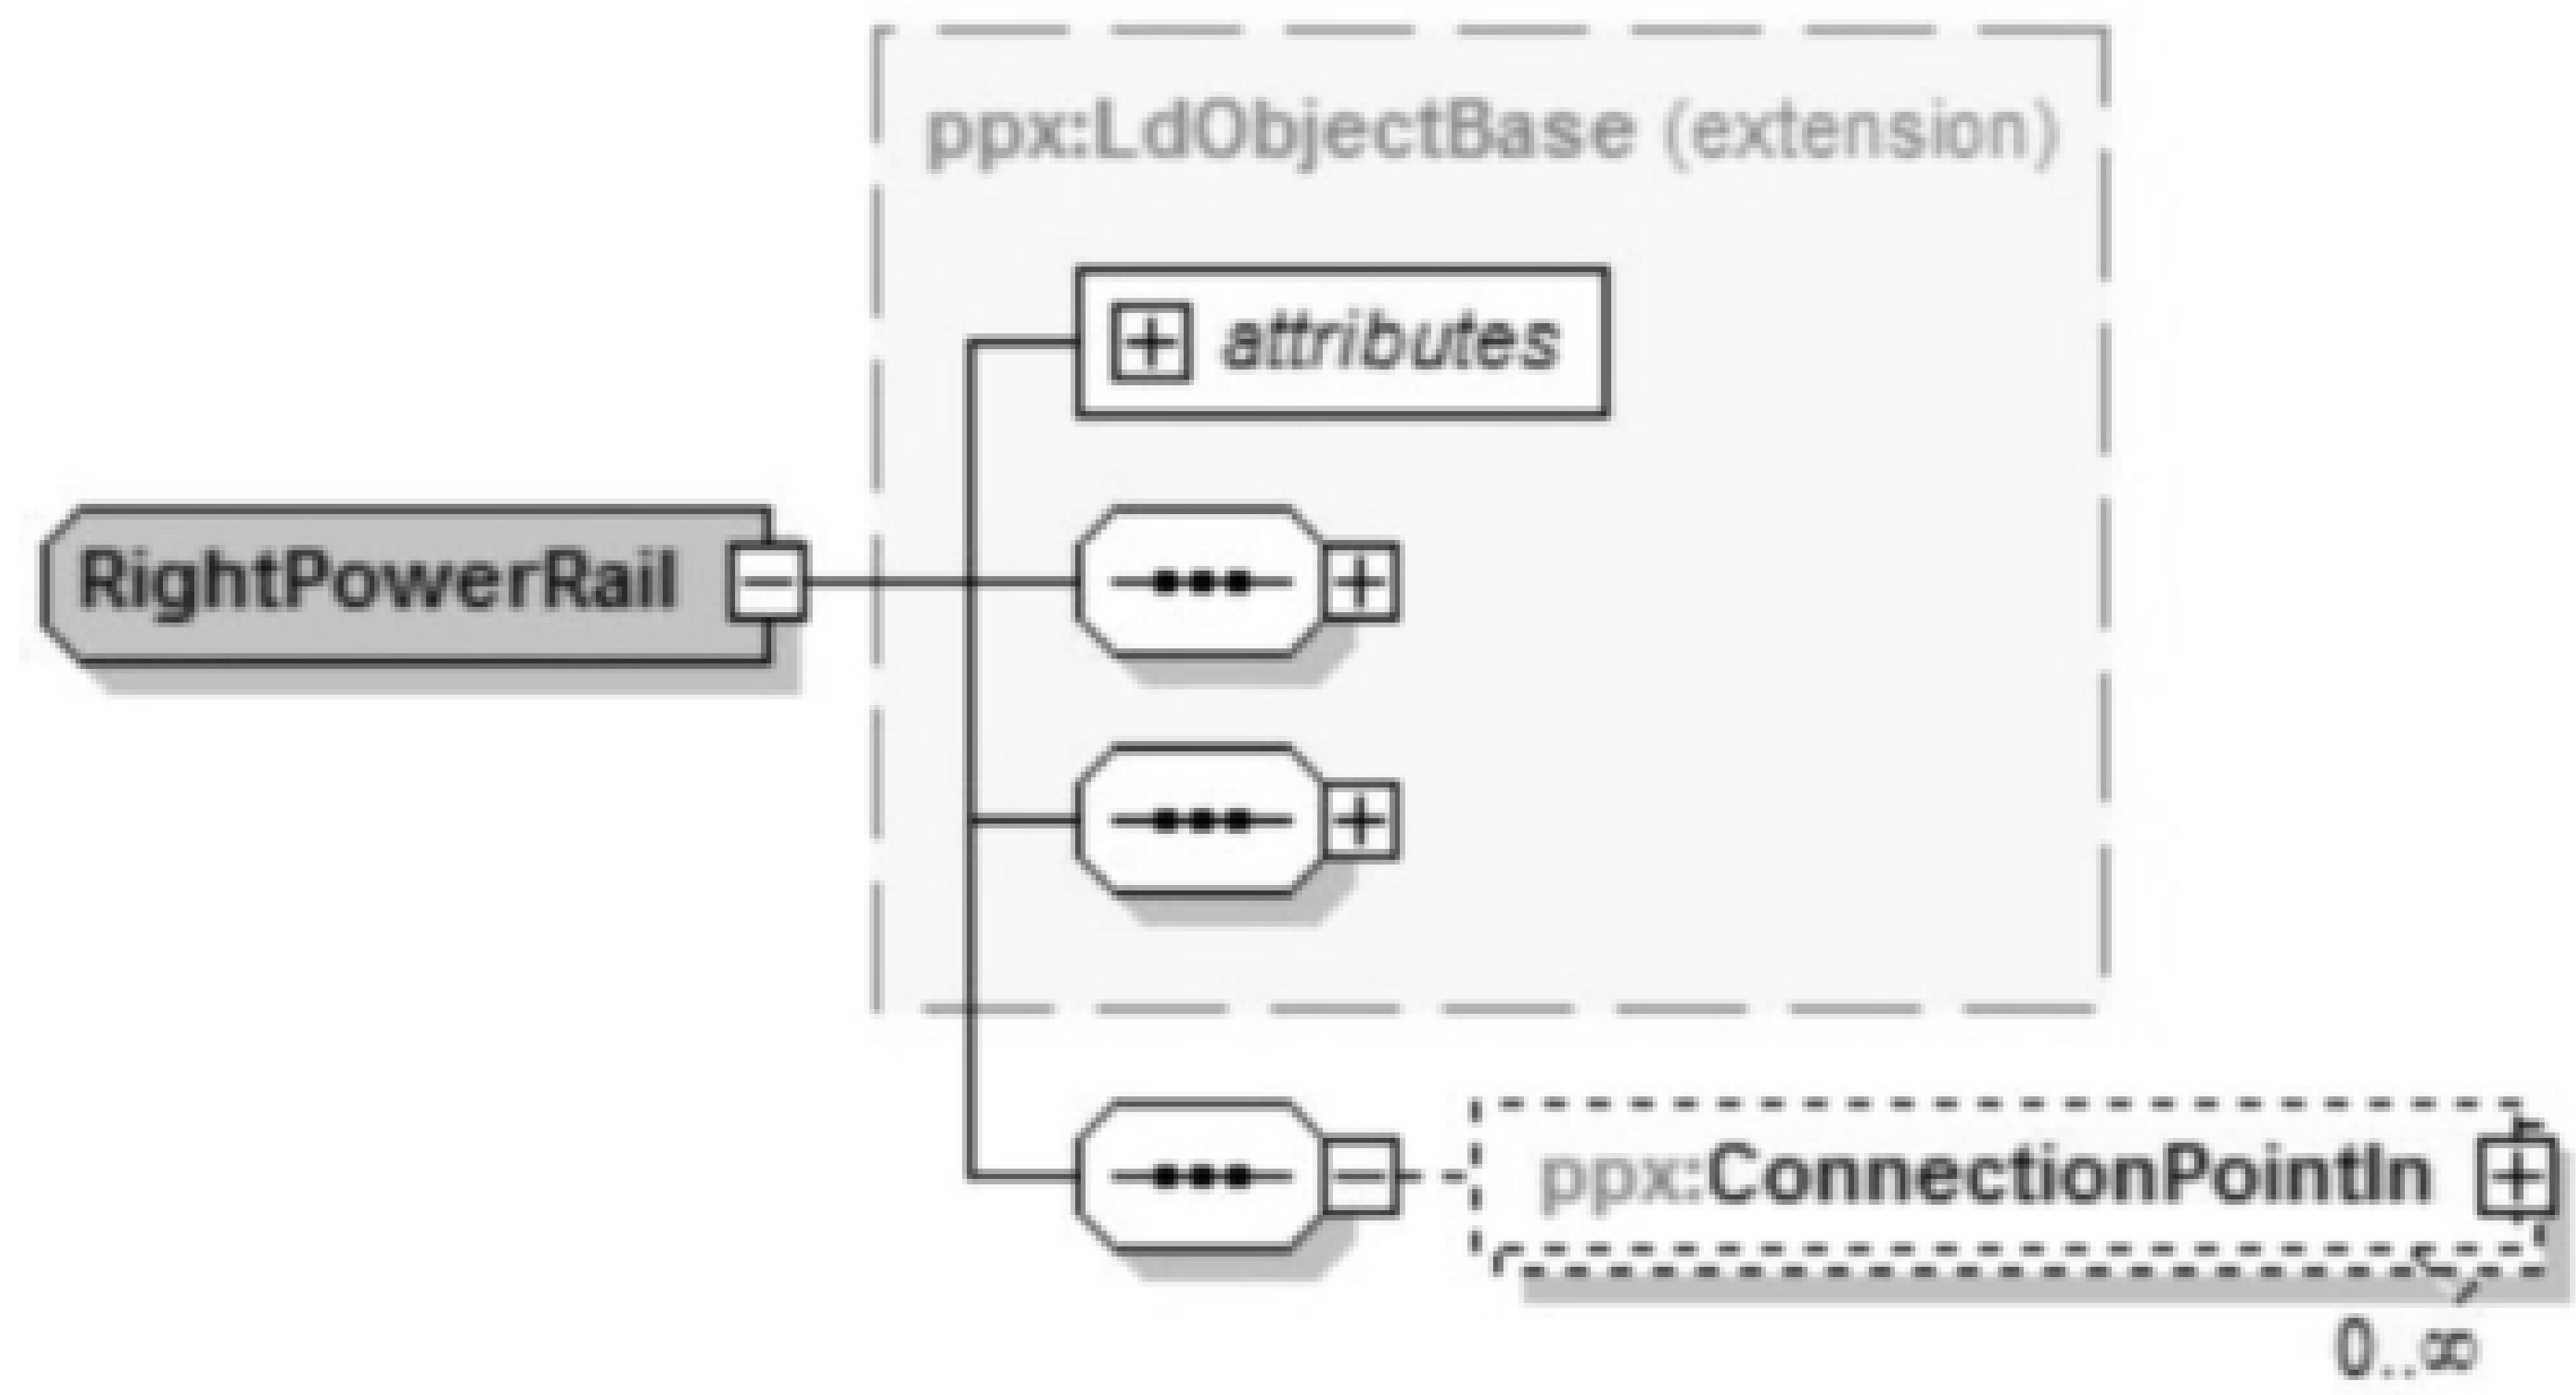 ppx:LdObjectBase (extension)
attributes
RightPowerRail
ppx:ConnectionPointIn
0..∞